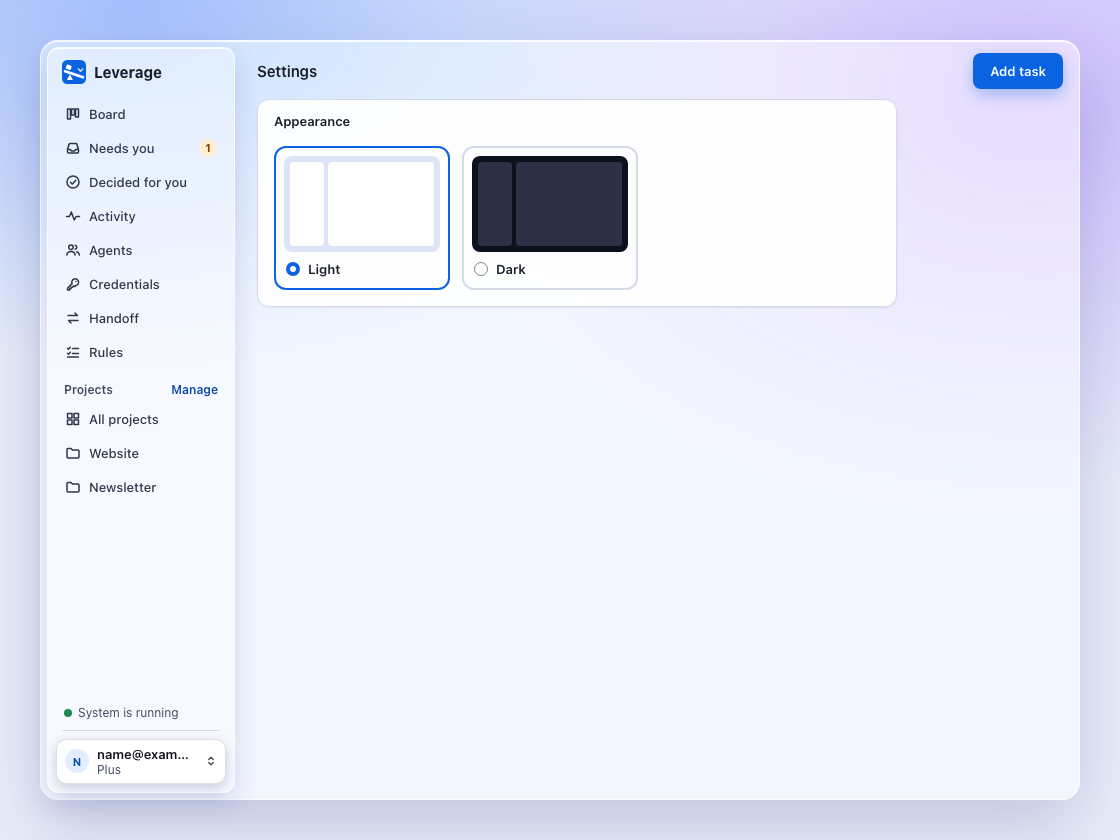 Leverage
Board
Needs you 1
Decided for you
Activity
Agents
Credentials
Handoff
Rules
Projects Manage
All projects
Website
Newsletter
System is running
N name@exam...
Plus
Settings
Add task
Appearance
Light
Dark